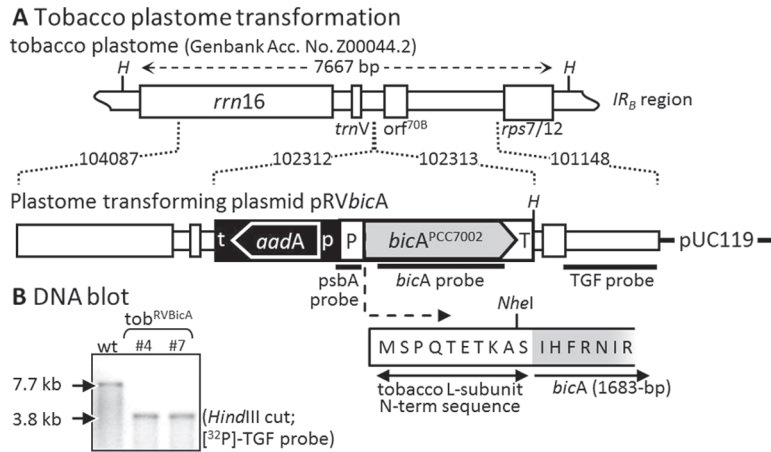 A Tobacco plastome transformation
tobacco plastome (Genbank Acc. No. Z00044.2)
H 7667 bp H
rrn16
trnV orf70B rps7/12
IRB region
104087 102312 102313 101148
Plastome transforming plasmid pRVbicA
H
t aadA p P bicAPCC7002 T
pUC119
psbA probe
bicA probe
TGF probe
NheI
M S P Q T E T K A S I H F R N I R
tobacco L-subunit
N-term sequence
bicA (1683-bp)
B DNA blot
tobRVBicA
wt #4 #7
7.7 kb
3.8 kb
(HindIII cut;
[32P]-TGF probe)